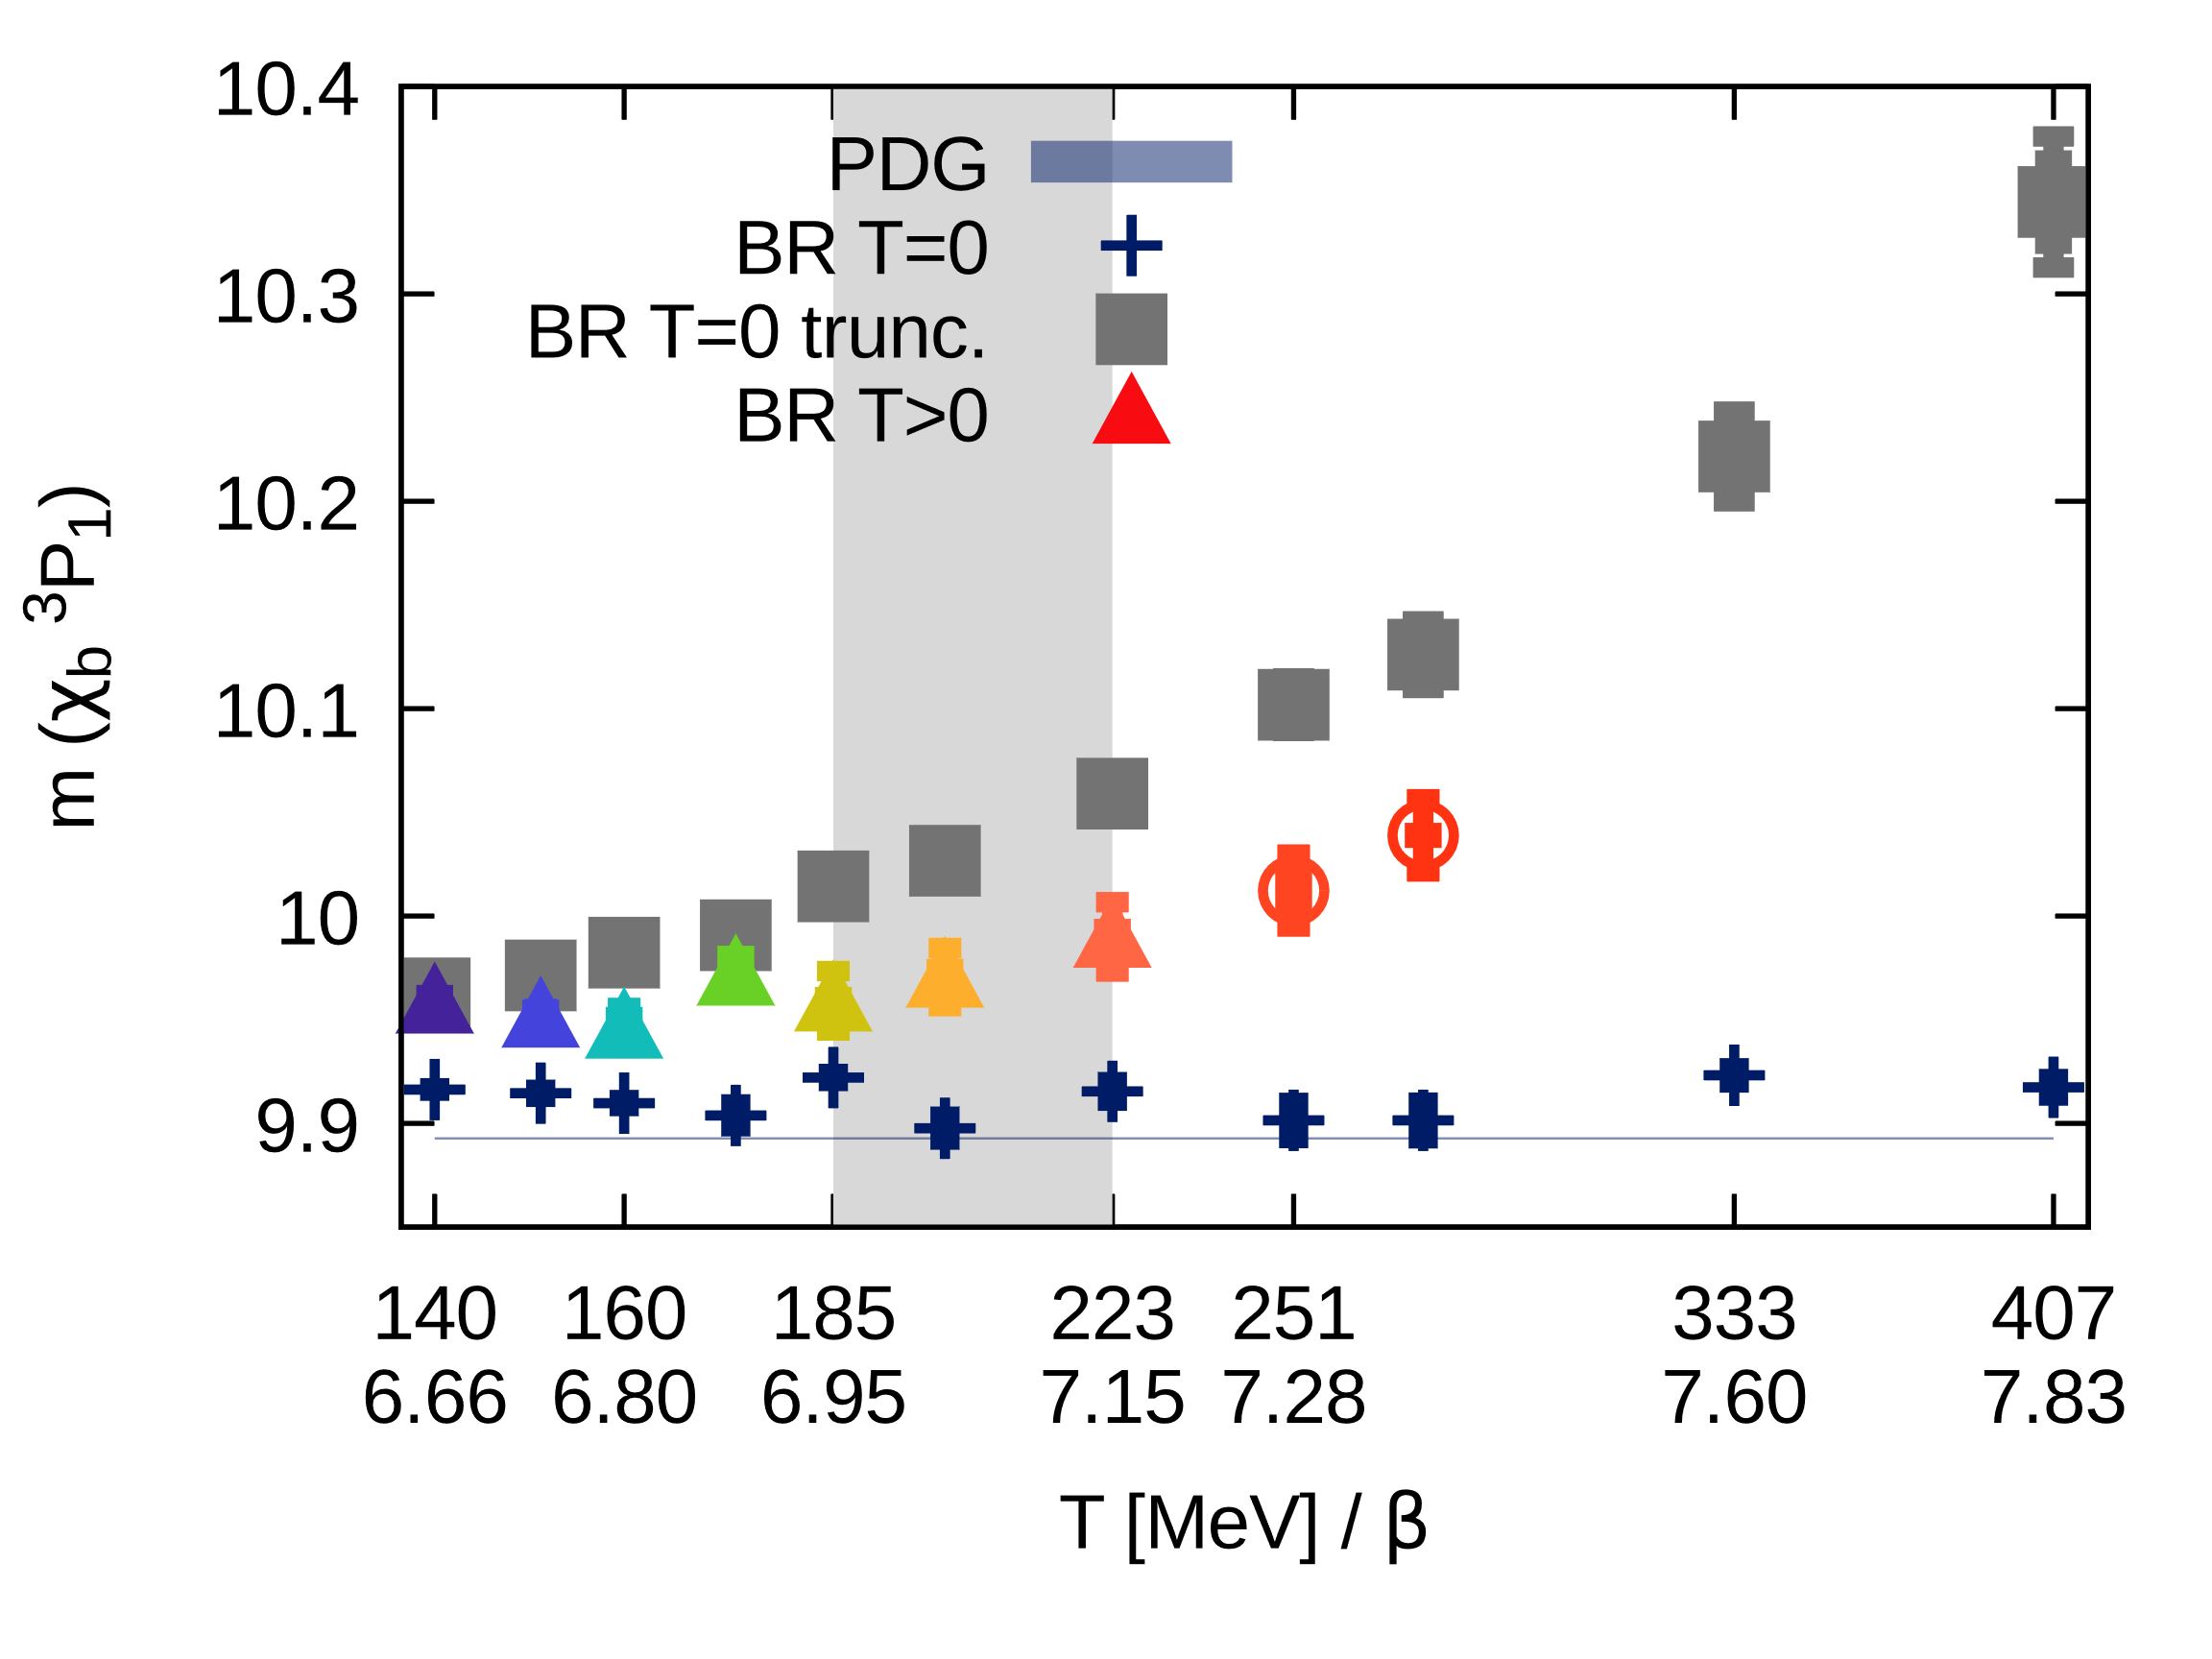 10.4
10.3
10.2
10.1
10
9.9
m (χb 3P1)
PDG
BR T=0
BR T=0 trunc.
BR T>0
140 160 185 223 251 333 407
6.66 6.80 6.95 7.15 7.28 7.60 7.83
T [MeV] / β